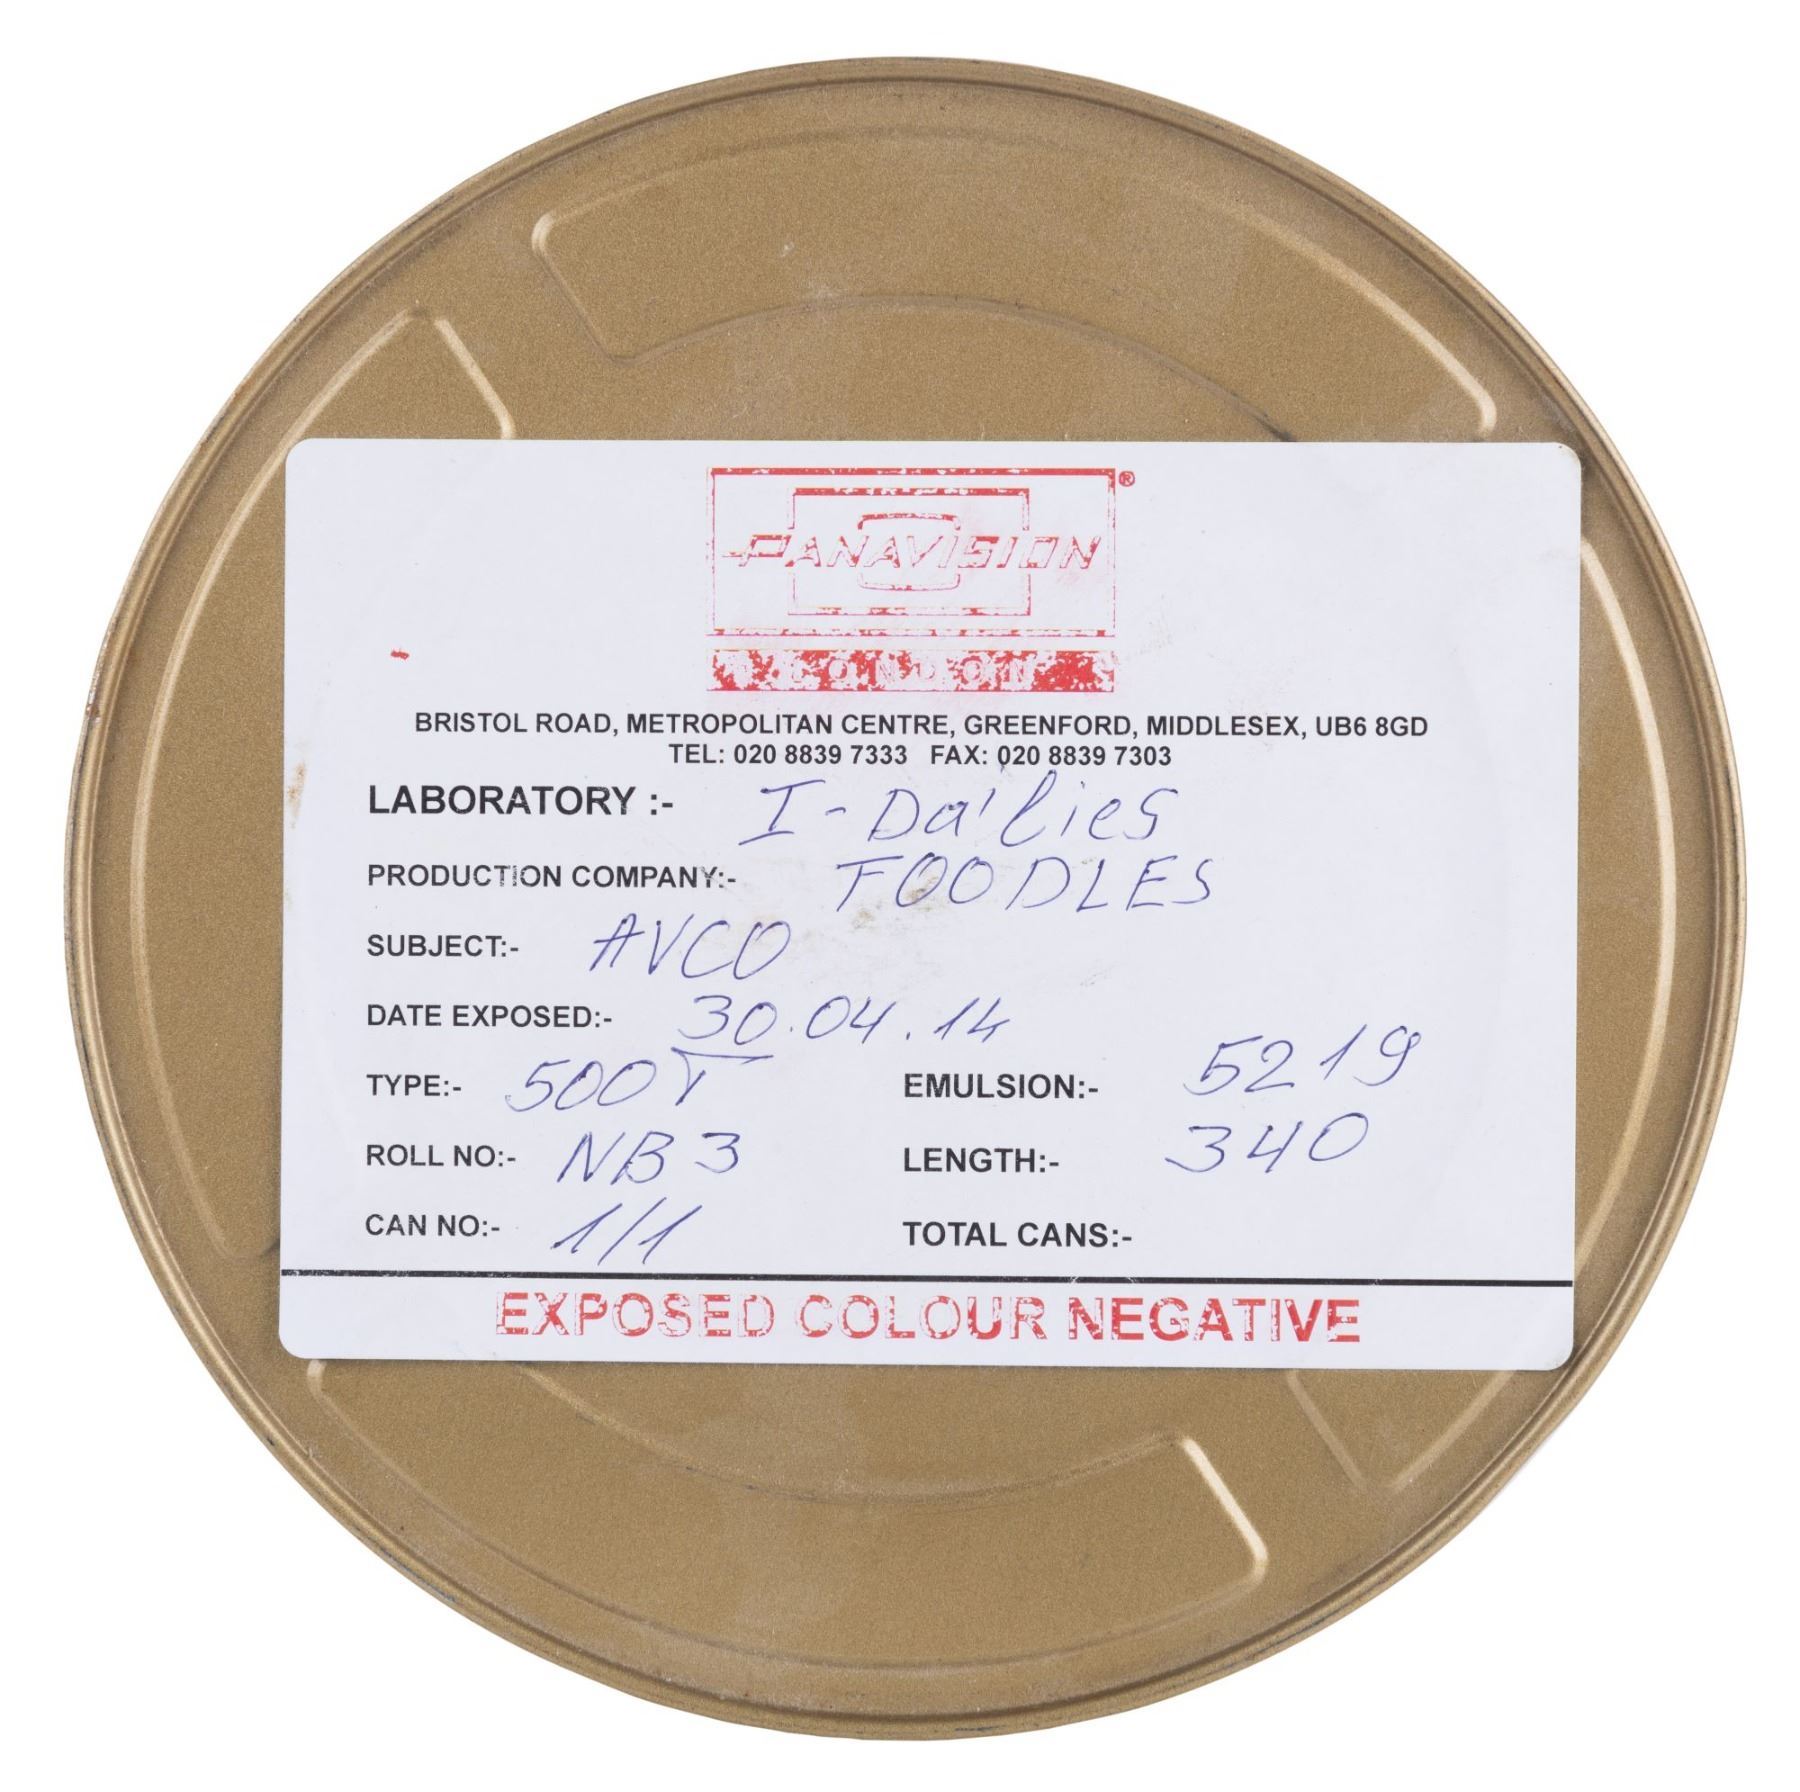 PANAVISION®
LONDON
BRISTOL ROAD, METROPOLITAN CENTRE, GREENFORD, MIDDLESEX, UB6 8GD
TEL: 020 8839 7333 FAX: 020 8839 7303
LABORATORY :- I-Dailies
PRODUCTION COMPANY:- FOODLES
SUBJECT:- AVCO
DATE EXPOSED:- 30.04.14
TYPE:- 500T EMULSION:- 5219
ROLL NO:- NB3 LENGTH:- 340
CAN NO:- 1/1 TOTAL CANS:-
EXPOSED COLOUR NEGATIVE